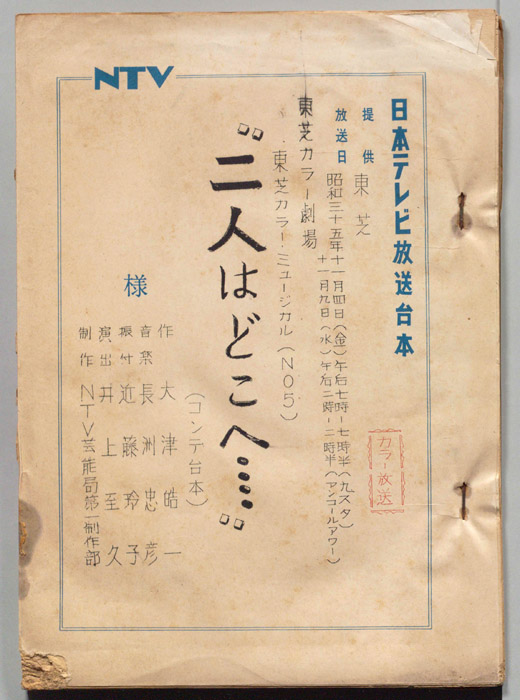 NTV
日本テレビ放送台本
提供 東芝
放送日 昭和三十五年十一月四日(金)午后七時-七時半(九スタ)
十一月九日(水)午后二時-二時半(アンコールアワー)
カラー放送
東芝カラー劇場
・東芝カラー・ミュージカル(NO5)
"二人はどこへ…"
(コンテ台本)
様
作 大津皓一
音楽 長洲忠彦
振付 近藤玲子
演出 井上至久
制作 NTV芸能局第一制作部